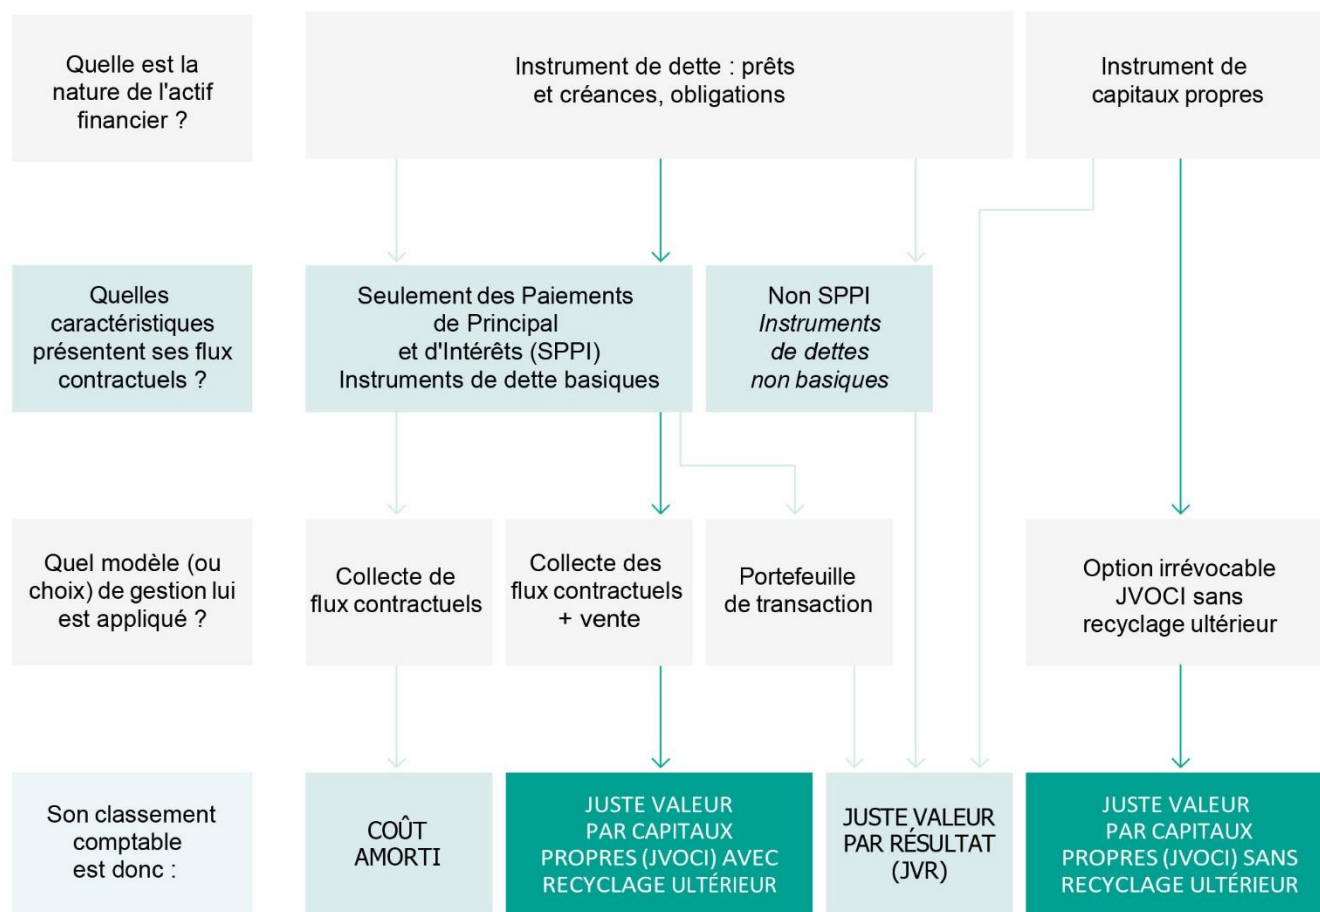 Quelle est la
nature de l'actif
financier ?
Instrument de dette : prêts
et créances, obligations
Instrument de
capitaux propres
Quelles
caractéristiques
présentent ses flux
contractuels ?
Seulement des Paiements
de Principal
et d'Intérêts (SPPI)
Instruments de dette basiques
Non SPPI
Instruments
de dettes
non basiques
Quel modèle (ou
choix) de gestion lui
est appliqué ?
Collecte de
flux contractuels
Collecte des
flux contractuels
+ vente
Portefeuille
de transaction
Option irrévocable
JVOCI sans
recyclage ultérieur
Son classement
comptable
est donc :
COÛT
AMORTI
JUSTE VALEUR
PAR CAPITAUX
PROPRES (JVOCI) AVEC
RECYCLAGE ULTÉRIEUR
JUSTE VALEUR
PAR RÉSULTAT
(JVR)
JUSTE VALEUR
PAR CAPITAUX
PROPRES (JVOCI) SANS
RECYCLAGE ULTÉRIEUR